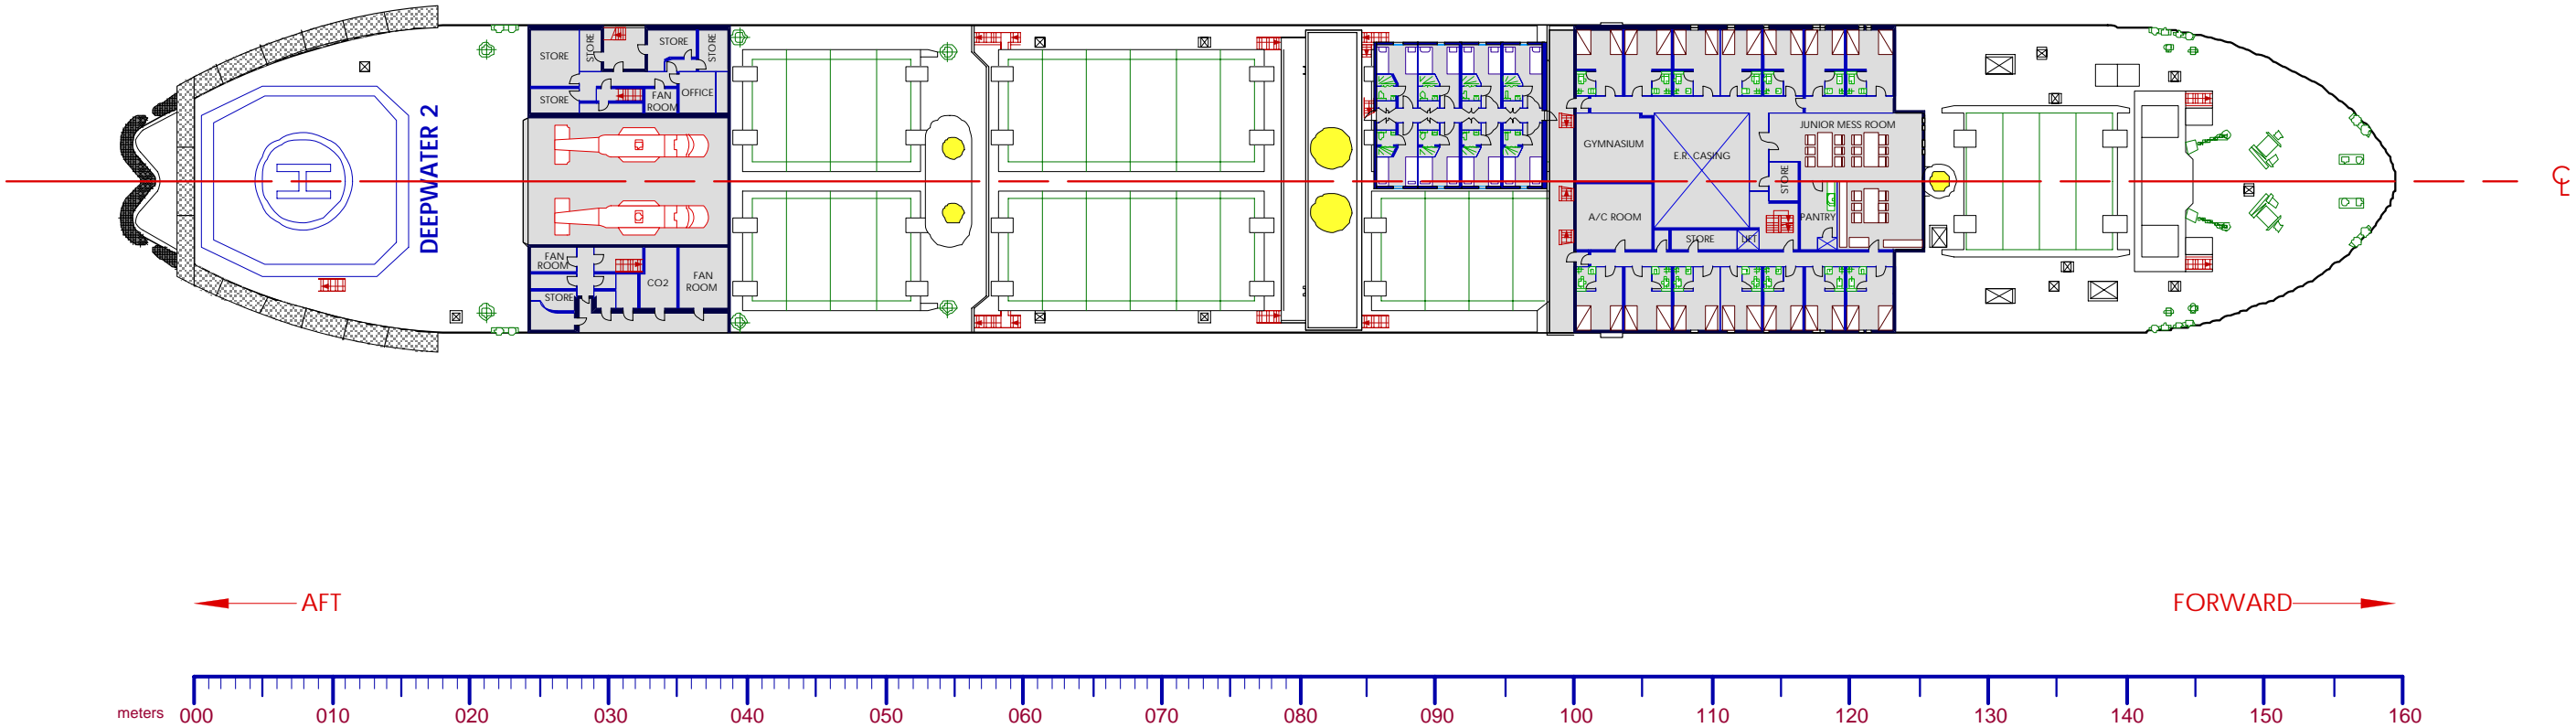 STORE
STORE
STORE
STORE
STORE
FAN
ROOM
OFFICE
DEEPWATER 2
H
FAN
ROOM
STORE
CO2
FAN
ROOM
GYMNASIUM
E.R. CASING
JUNIOR MESS ROOM
STORE
A/C ROOM
PANTRY
STORE
LIFT
CL
AFT
FORWARD
meters 000 010 020 030 040 050 060 070 080 090 100 110 120 130 140 150 160